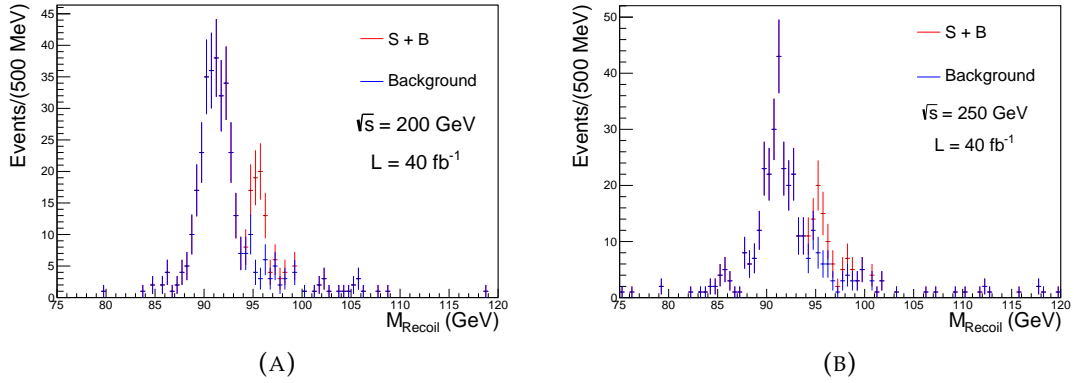 Events/(500 MeV)
45
40
35
30
25
20
15
10
5
0
S + B
Background
√s = 200 GeV
L = 40 fb⁻¹
75 80 85 90 95 100 105 110 115 120
M_Recoil (GeV)
(A)
Events/(500 MeV)
50
40
30
20
10
0
S + B
Background
√s = 250 GeV
L = 40 fb⁻¹
75 80 85 90 95 100 105 110 115 120
M_Recoil (GeV)
(B)